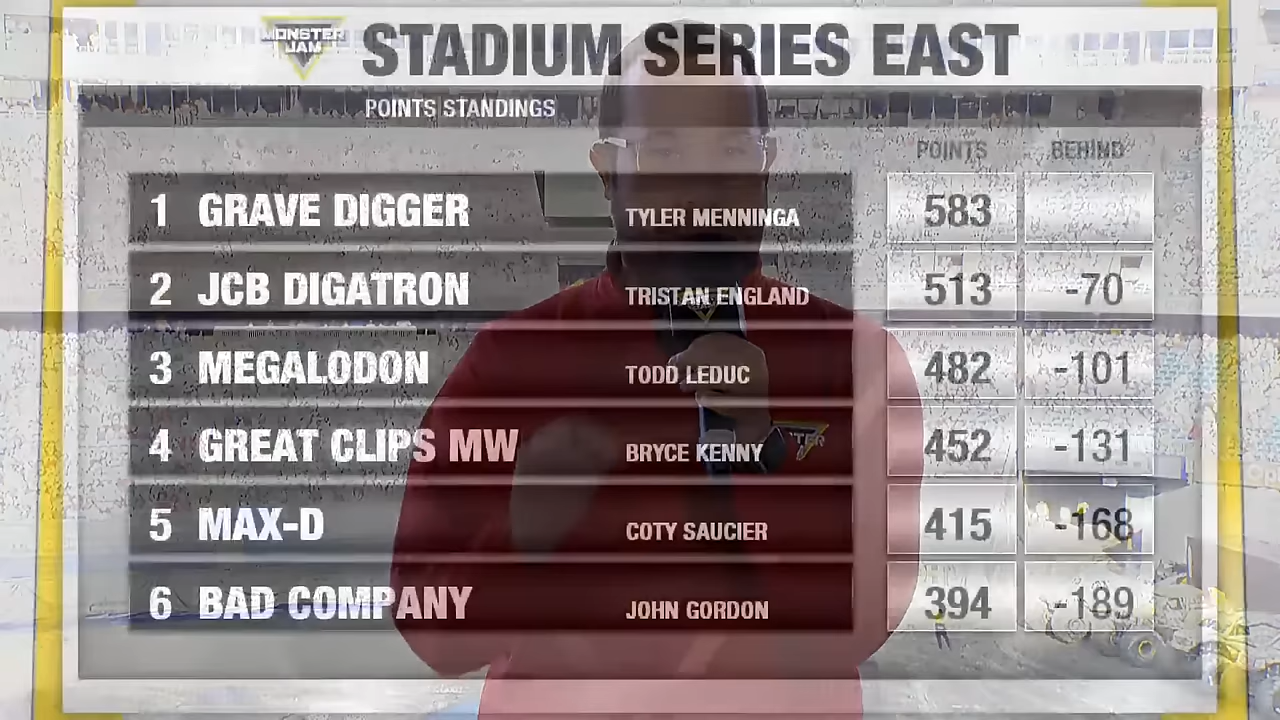 MONSTER JAM
STADIUM SERIES EAST
POINTS STANDINGS
POINTS BEHIND
1 GRAVE DIGGER TYLER MENNINGA 583
2 JCB DIGATRON TRISTAN ENGLAND 513 -70
3 MEGALODON TODD LEDUC 482 -101
4 GREAT CLIPS MW BRYCE KENNY 452 -131
5 MAX-D COTY SAUCIER 415 -168
6 BAD COMPANY JOHN GORDON 394 -189